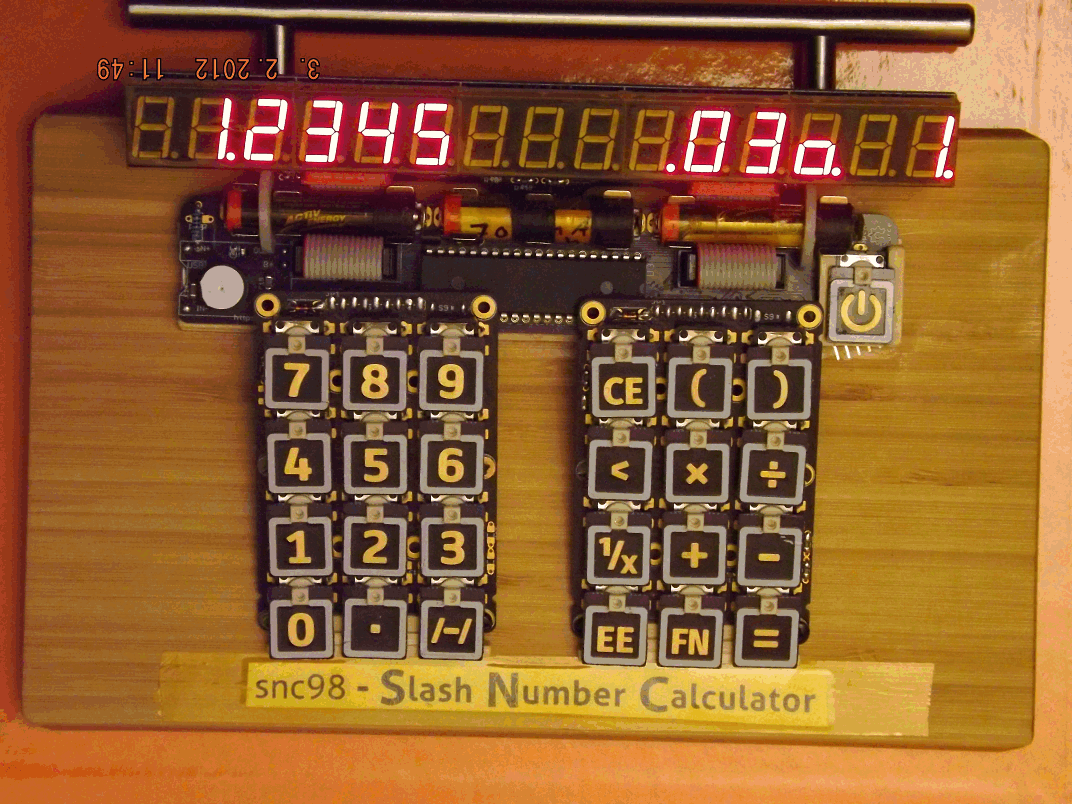 3. 2. 2012 11:49
1.2345 .03o. 1.
7 8 9 CE ( )
4 5 6 < × ÷
1 2 3 1/x + -
0 . /-/ EE FN =
snc98 - Slash Number Calculator